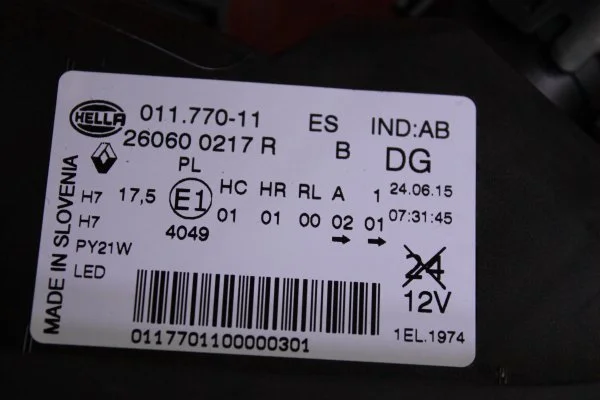 HELLA 011.770-11 ES IND:AB
26060 0217 R B DG
PL
H7 17,5 E1 HC HR RL A 1 24.06.15
H7 01 01 00 02 01 07:31:45
4049
PY21W
LED
24
12V
0117701100000301
1EL.1974
MADE IN SLOVENIA